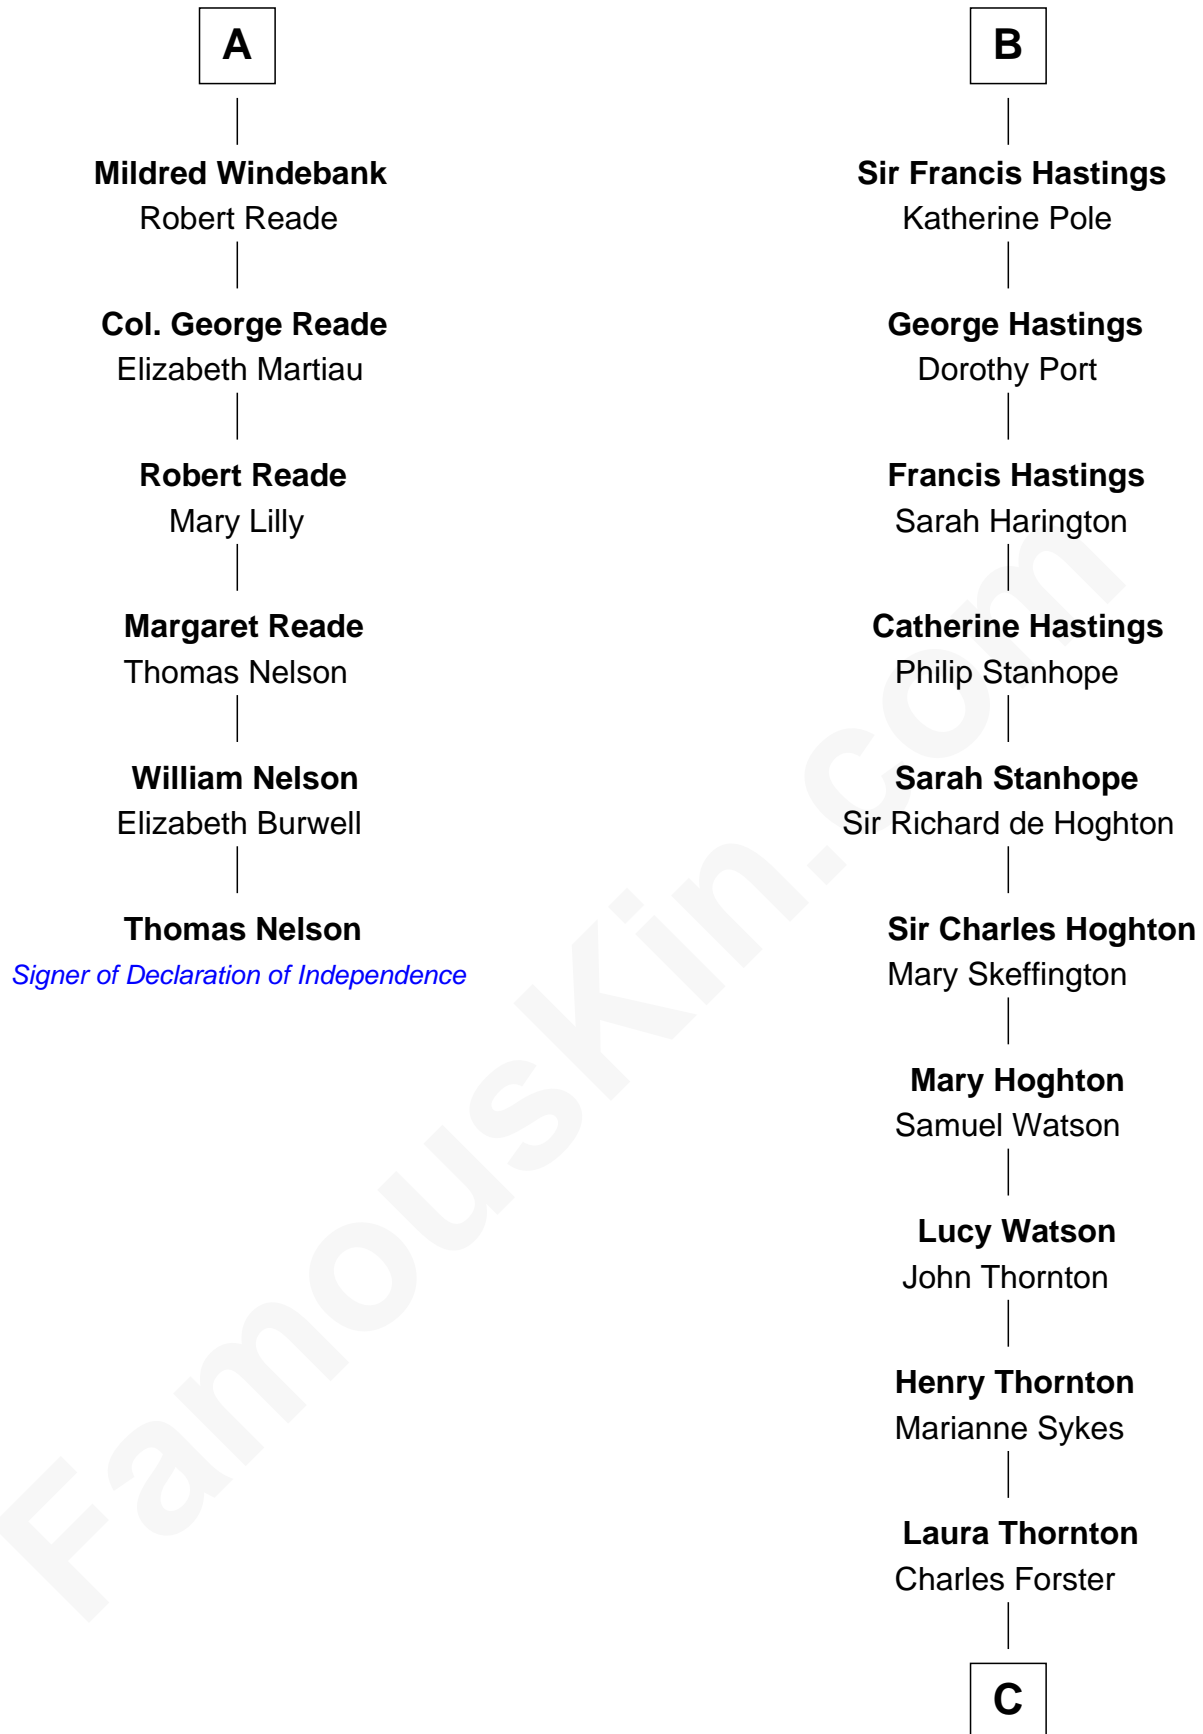 A
Mildred Windebank
Robert Reade
Col. George Reade
Elizabeth Martiau
Robert Reade
Mary Lilly
Margaret Reade
Thomas Nelson
William Nelson
Elizabeth Burwell
Thomas Nelson
Signer of Declaration of Independence
B
Sir Francis Hastings
Katherine Pole
George Hastings
Dorothy Port
Francis Hastings
Sarah Harington
Catherine Hastings
Philip Stanhope
Sarah Stanhope
Sir Richard de Hoghton
Sir Charles Hoghton
Mary Skeffington
Mary Hoghton
Samuel Watson
Lucy Watson
John Thornton
Henry Thornton
Marianne Sykes
Laura Thornton
Charles Forster
C
FamousKin.com